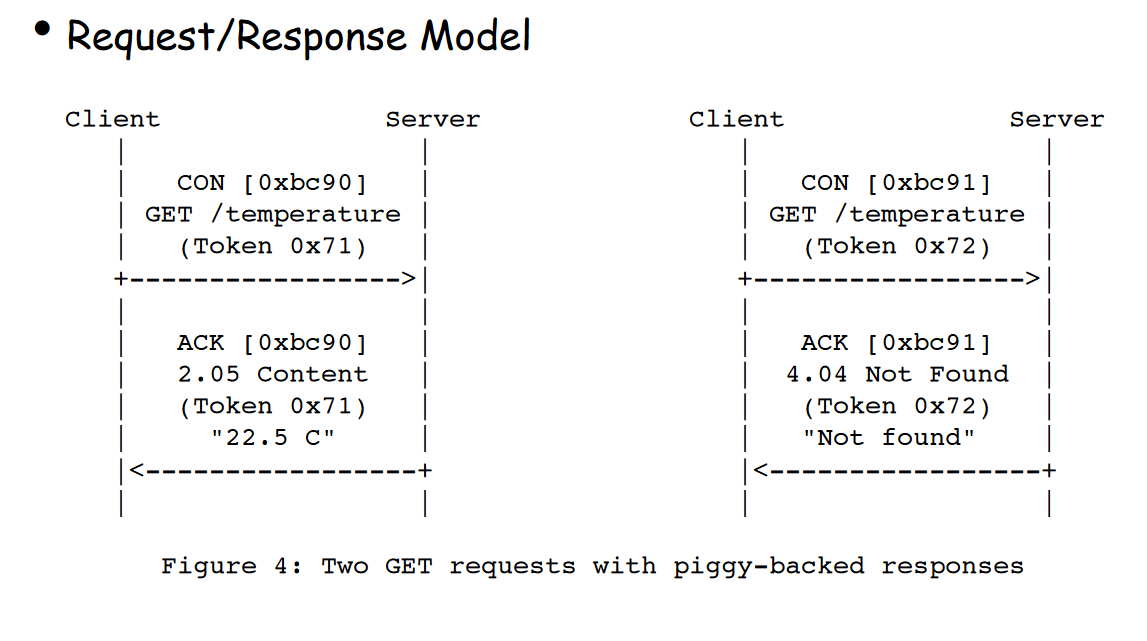 • Request/Response Model
Client Server Client Server
| | | |
| CON [0xbc90] | | CON [0xbc91] |
| GET /temperature | | GET /temperature |
| (Token 0x71) | | (Token 0x72) |
+----------------->| +----------------->|
| | | |
| ACK [0xbc90] | | ACK [0xbc91] |
| 2.05 Content | | 4.04 Not Found |
| (Token 0x71) | | (Token 0x72) |
| "22.5 C" | | "Not found" |
|<-----------------+ |<-----------------+
| | | |
Figure 4: Two GET requests with piggy-backed responses